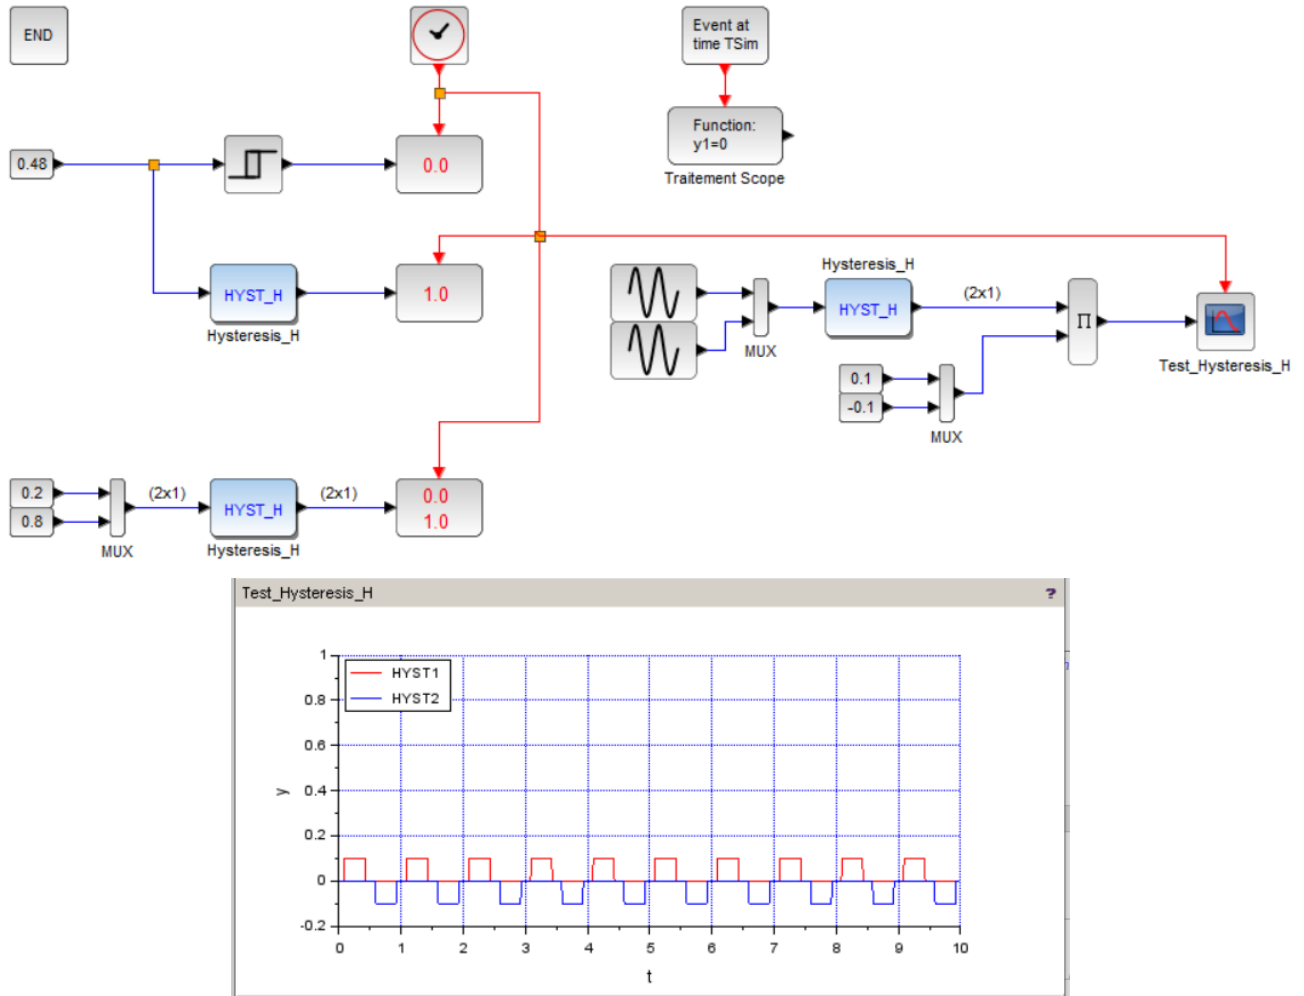 END
Event at
time TSim
Function:
y1=0
Traitement Scope
0.48
0.0
HYST_H
Hysteresis_H
1.0
Hysteresis_H
HYST_H
(2x1)
MUX
Π
Test_Hysteresis_H
0.1
-0.1
MUX
0.2
0.8
MUX
(2x1)
HYST_H
Hysteresis_H
(2x1)
0.0
1.0
Test_Hysteresis_H
?
HYST1
HYST2
1
0.8
0.6
0.4
0.2
0
-0.2
y
0 1 2 3 4 5 6 7 8 9 10
t